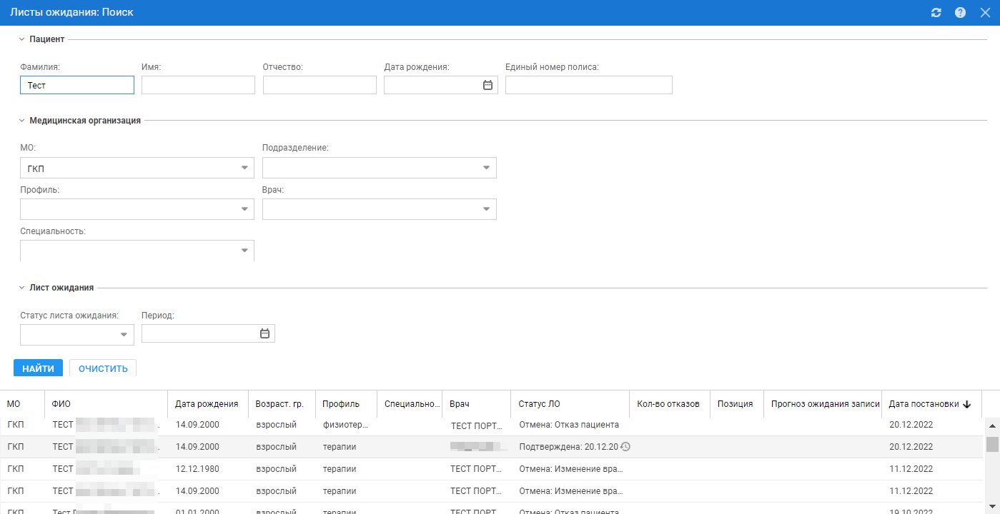 Листы ожидания: Поиск
Пациент
Фамилия: Имя: Отчество: Дата рождения: Единый номер полиса:
Тест
Медицинская организация
МО: Подразделение:
ГКП
Профиль: Врач:
Специальность:
Лист ожидания
Статус листа ожидания: Период:
НАЙТИ ОЧИСТИТЬ
МО ФИО Дата рождения Возраст. гр. Профиль Специально... Врач Статус ЛО Кол-во отказов Позиция Прогноз ожидания записи Дата постановки
ГКП ТЕСТ 14.09.2000 взрослый физиотер... ТЕСТ ПОРТ... Отмена: Отказ пациента 20.12.2022
ГКП ТЕСТ 14.09.2000 взрослый терапии Подтверждена: 20.12.20 20.12.2022
ГКП ТЕСТ 12.12.1980 взрослый терапии ТЕСТ ПОРТ... Отмена: Изменение вра... 11.12.2022
ГКП ТЕСТ 14.09.2000 взрослый терапии ТЕСТ ПОРТ... Отмена: Изменение вра... 11.12.2022
ГКП Тест 01.01.2000 взрослый терапии ТЕСТ ПОРТ... Отмена: Отказ пациента 19.10.2022